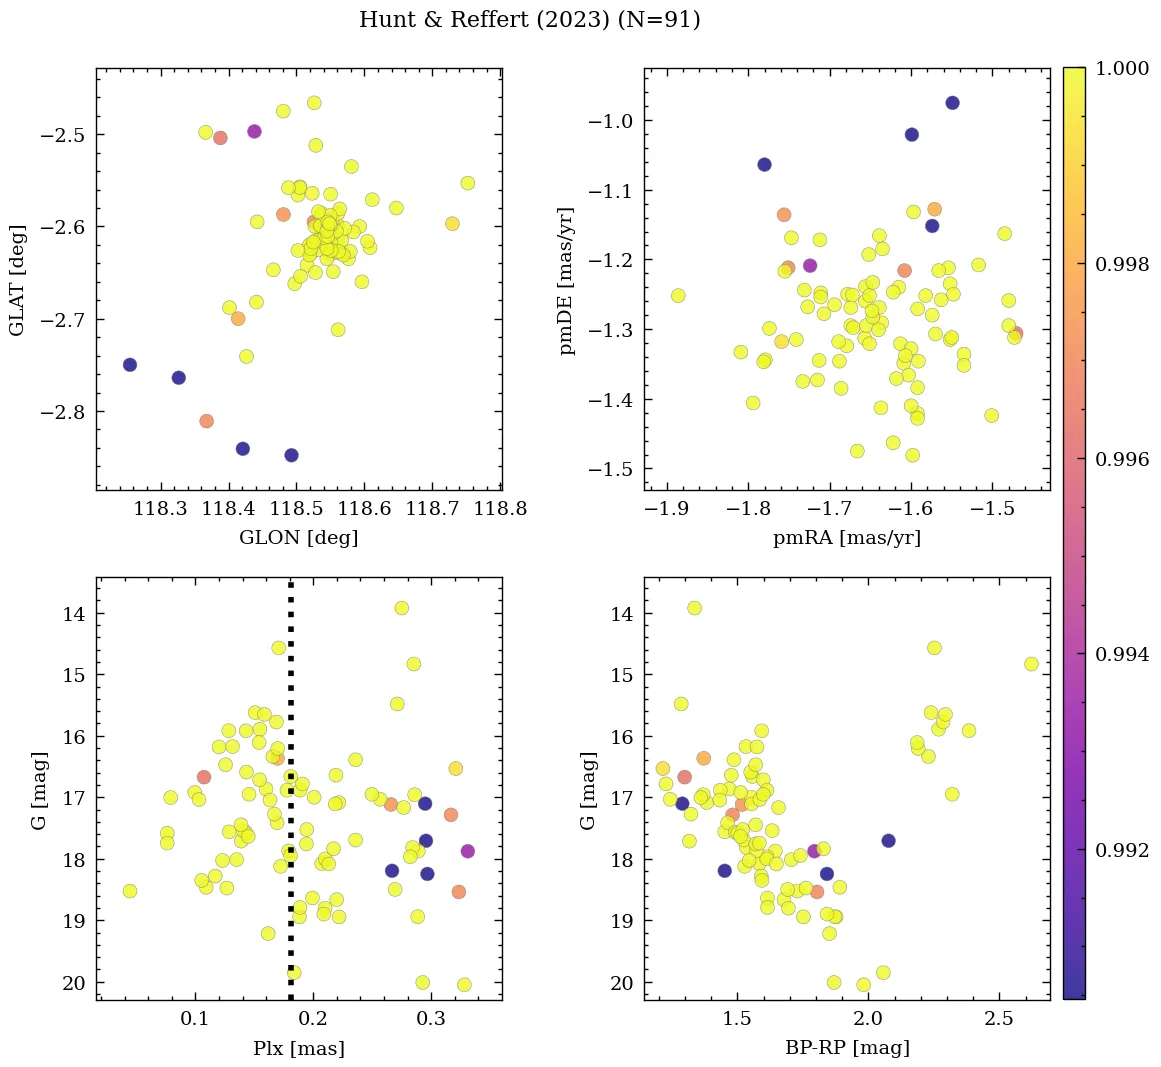 Hunt & Reffert (2023) (N=91)
−2.5
−2.6
−2.7
−2.8
GLAT [deg]
118.3 118.4 118.5 118.6 118.7 118.8
GLON [deg]
−1.0
−1.1
−1.2
−1.3
−1.4
−1.5
pmDE [mas/yr]
−1.9 −1.8 −1.7 −1.6 −1.5
pmRA [mas/yr]
1.000
0.998
0.996
0.994
0.992
14
15
16
17
18
19
20
G [mag]
0.1 0.2 0.3
Plx [mas]
14
15
16
17
18
19
20
G [mag]
1.5 2.0 2.5
BP-RP [mag]